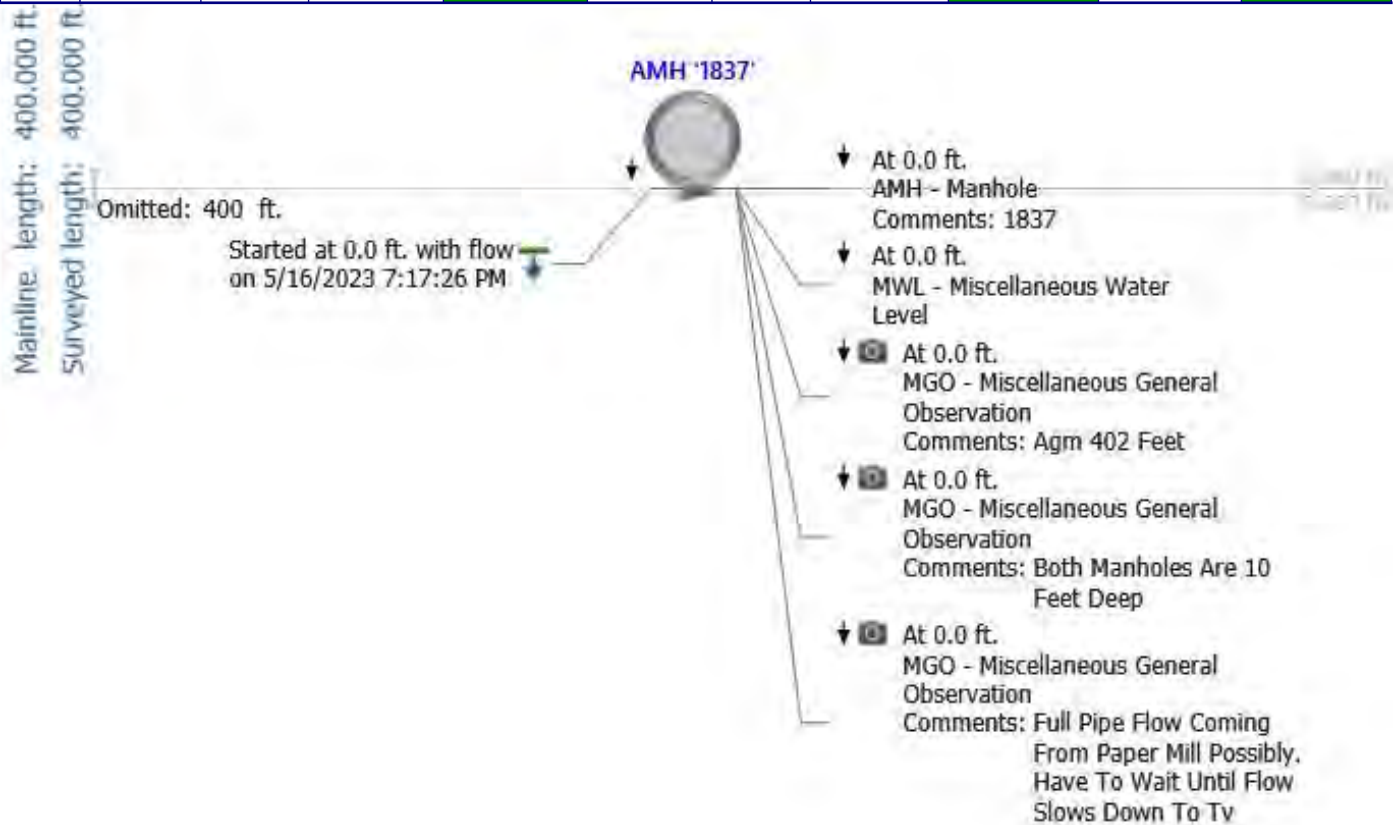 Mainline length: 400.000 ft.
Surveyed length: 400.000 ft.
AMH '1837'
Omitted: 400 ft.
Started at 0.0 ft. with flow
on 5/16/2023 7:17:26 PM
At 0.0 ft.
AMH - Manhole
Comments: 1837
At 0.0 ft.
MWL - Miscellaneous Water
Level
At 0.0 ft.
MGO - Miscellaneous General
Observation
Comments: Agm 402 Feet
At 0.0 ft.
MGO - Miscellaneous General
Observation
Comments: Both Manholes Are 10
Feet Deep
At 0.0 ft.
MGO - Miscellaneous General
Observation
Comments: Full Pipe Flow Coming
From Paper Mill Possibly.
Have To Wait Until Flow
Slows Down To Tv